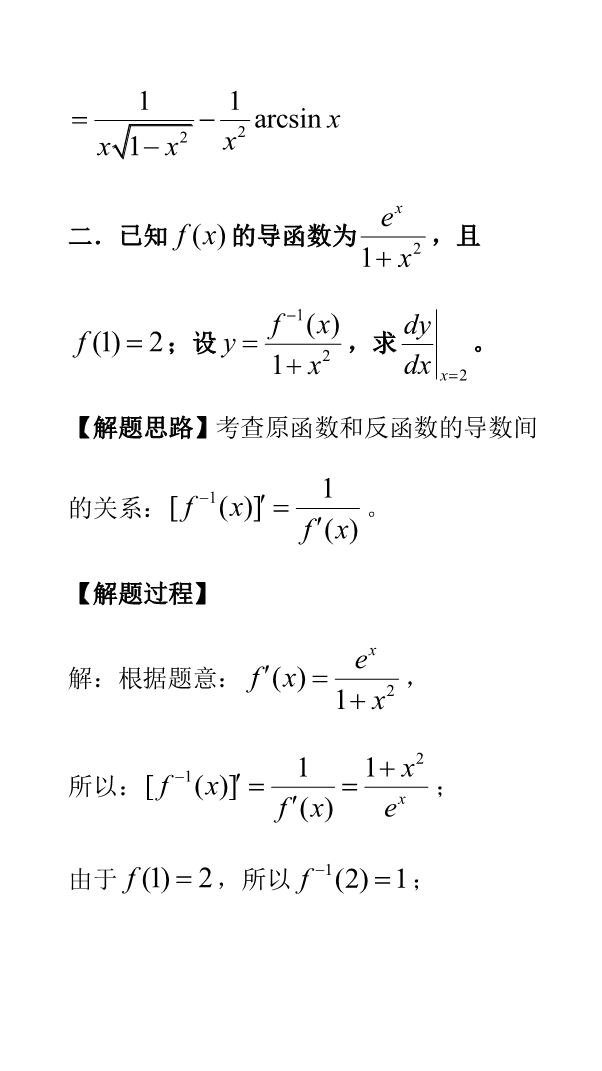 = \frac{1}{x\sqrt{1-x^2}} - \frac{1}{x^2} arcsin x
二．已知 f(x) 的导函数为 \frac{e^x}{1+x^2}，且
f(1) = 2；设 y = \frac{f^{-1}(x)}{1+x^2}，求 \frac{dy}{dx}|_{x=2}。
【解题思路】考查原函数和反函数的导数间
的关系：[f^{-1}(x)]' = \frac{1}{f'(x)}。
【解题过程】
解：根据题意：f'(x) = \frac{e^x}{1+x^2}，
所以：[f^{-1}(x)]' = \frac{1}{f'(x)} = \frac{1+x^2}{e^x}；
由于 f(1) = 2，所以 f^{-1}(2) = 1；